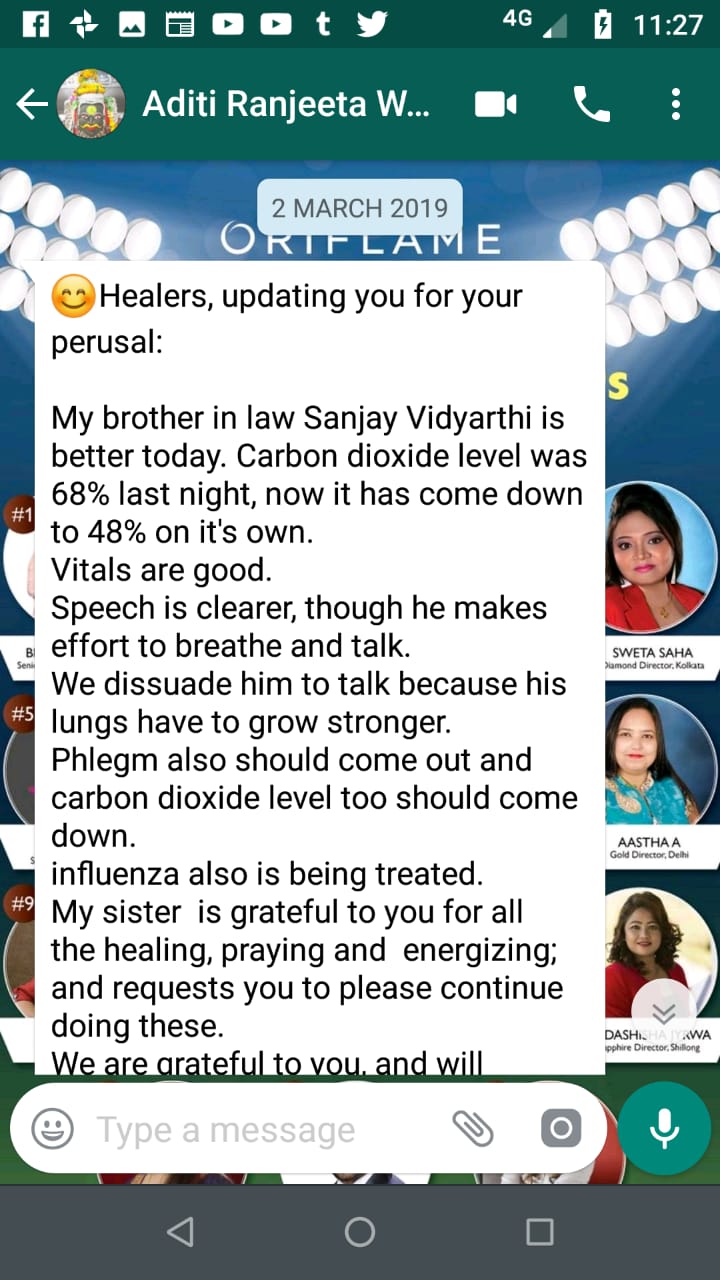 4G 11:27
Aditi Ranjeeta W...
2 MARCH 2019
ORIFLAME
😊Healers, updating you for your
perusal:
S
My brother in law Sanjay Vidyarthi is
better today. Carbon dioxide level was
68% last night, now it has come down
to 48% on it's own.
Vitals are good.
Speech is clearer, though he makes
effort to breathe and talk.
We dissuade him to talk because his
lungs have to grow stronger.
Phlegm also should come out and
carbon dioxide level too should come
down.
influenza also is being treated.
My sister is grateful to you for all
the healing, praying and energizing;
and requests you to please continue
doing these.
We are grateful to you, and will
#1
SWETA SAHA
Diamond Director, Kolkata
#5
AASTHA A
Gold Director, Delhi
#9
Director, Shillong
Type a message